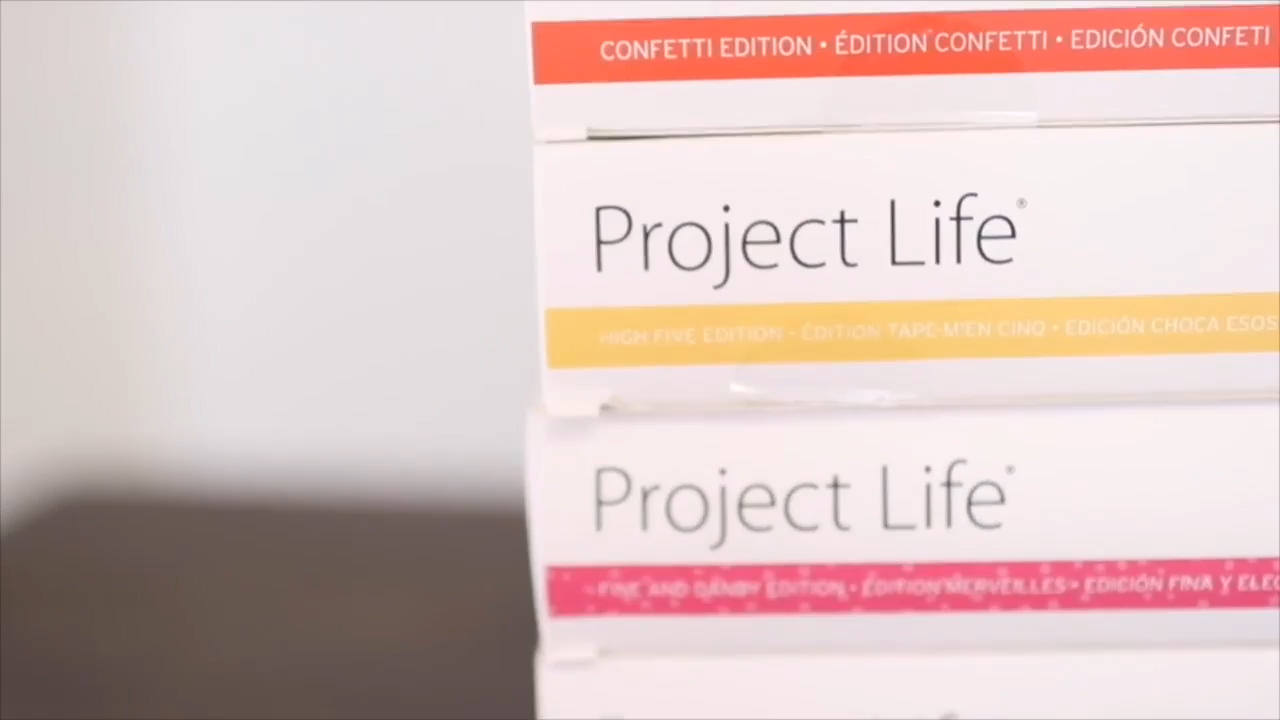 CONFETTI EDITION • ÉDITION CONFETTI • EDICIÓN CONFETI
Project Life®
HIGH FIVE EDITION • ÉDITION TAPE-M'EN CINQ • EDICIÓN CHOCA ESOS
Project Life®
FINE AND DANDY EDITION • ÉDITION MERVEILLES • EDICIÓN FINA Y ELEG